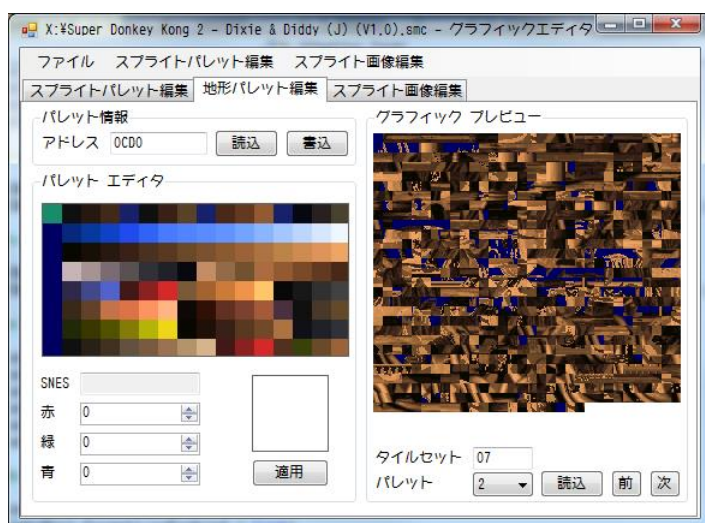 X:¥Super Donkey Kong 2 - Dixie & Diddy (J) (V1.0).smc - グラフィックエディタ
ファイル スプライトパレット編集 スプライト画像編集
スプライトパレット編集 地形パレット編集 スプライト画像編集
パレット情報
アドレス 0CD0 読込 書込
パレット エディタ
SNES
赤 0
緑 0
青 0
適用
グラフィック プレビュー
タイルセット 07
パレット 2 読込 前 次